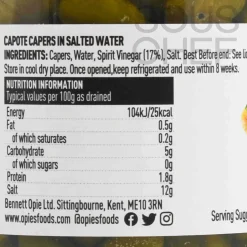 SOUS
CHEF
CAPOTE CAPERS IN SALTED WATER
Ingredients: Capers, Water, Spirit Vinegar (17%), Salt. Best Before end: See
Store in cool dry place. Once opened, keep refrigerated and use within 8 weeks.
NUTRITION INFORMATION
Typical values per 100g as drained
Energy 104kJ/25kcal
Fat 0.5g
of which saturates 0.2g
Carbohydrate 5g
of which sugars 0g
Protein 1.8g
Salt 12g
Bennett Opie Ltd. Sittingbourne, Kent, ME10 3RN
opiesfoods.com @opiesfoods
Serving Sugg